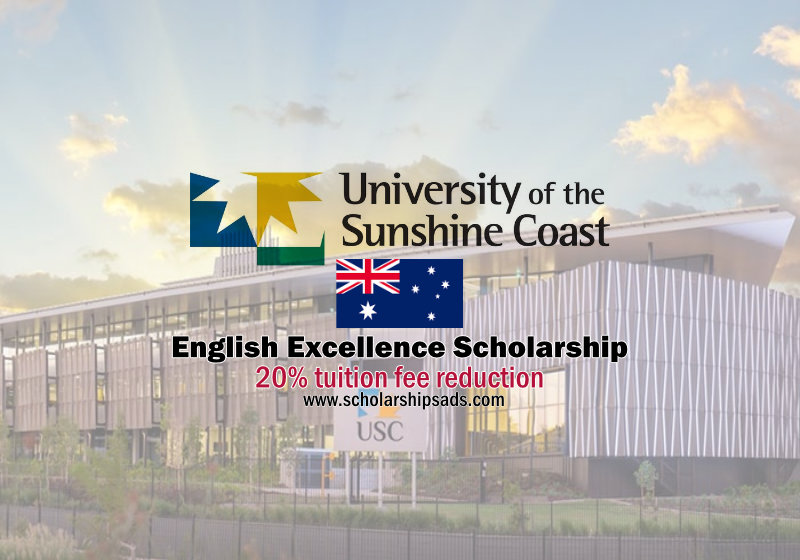 University of the
Sunshine Coast
English Excellence Scholarship
20% tuition fee reduction
www.scholarshipsads.com
USC